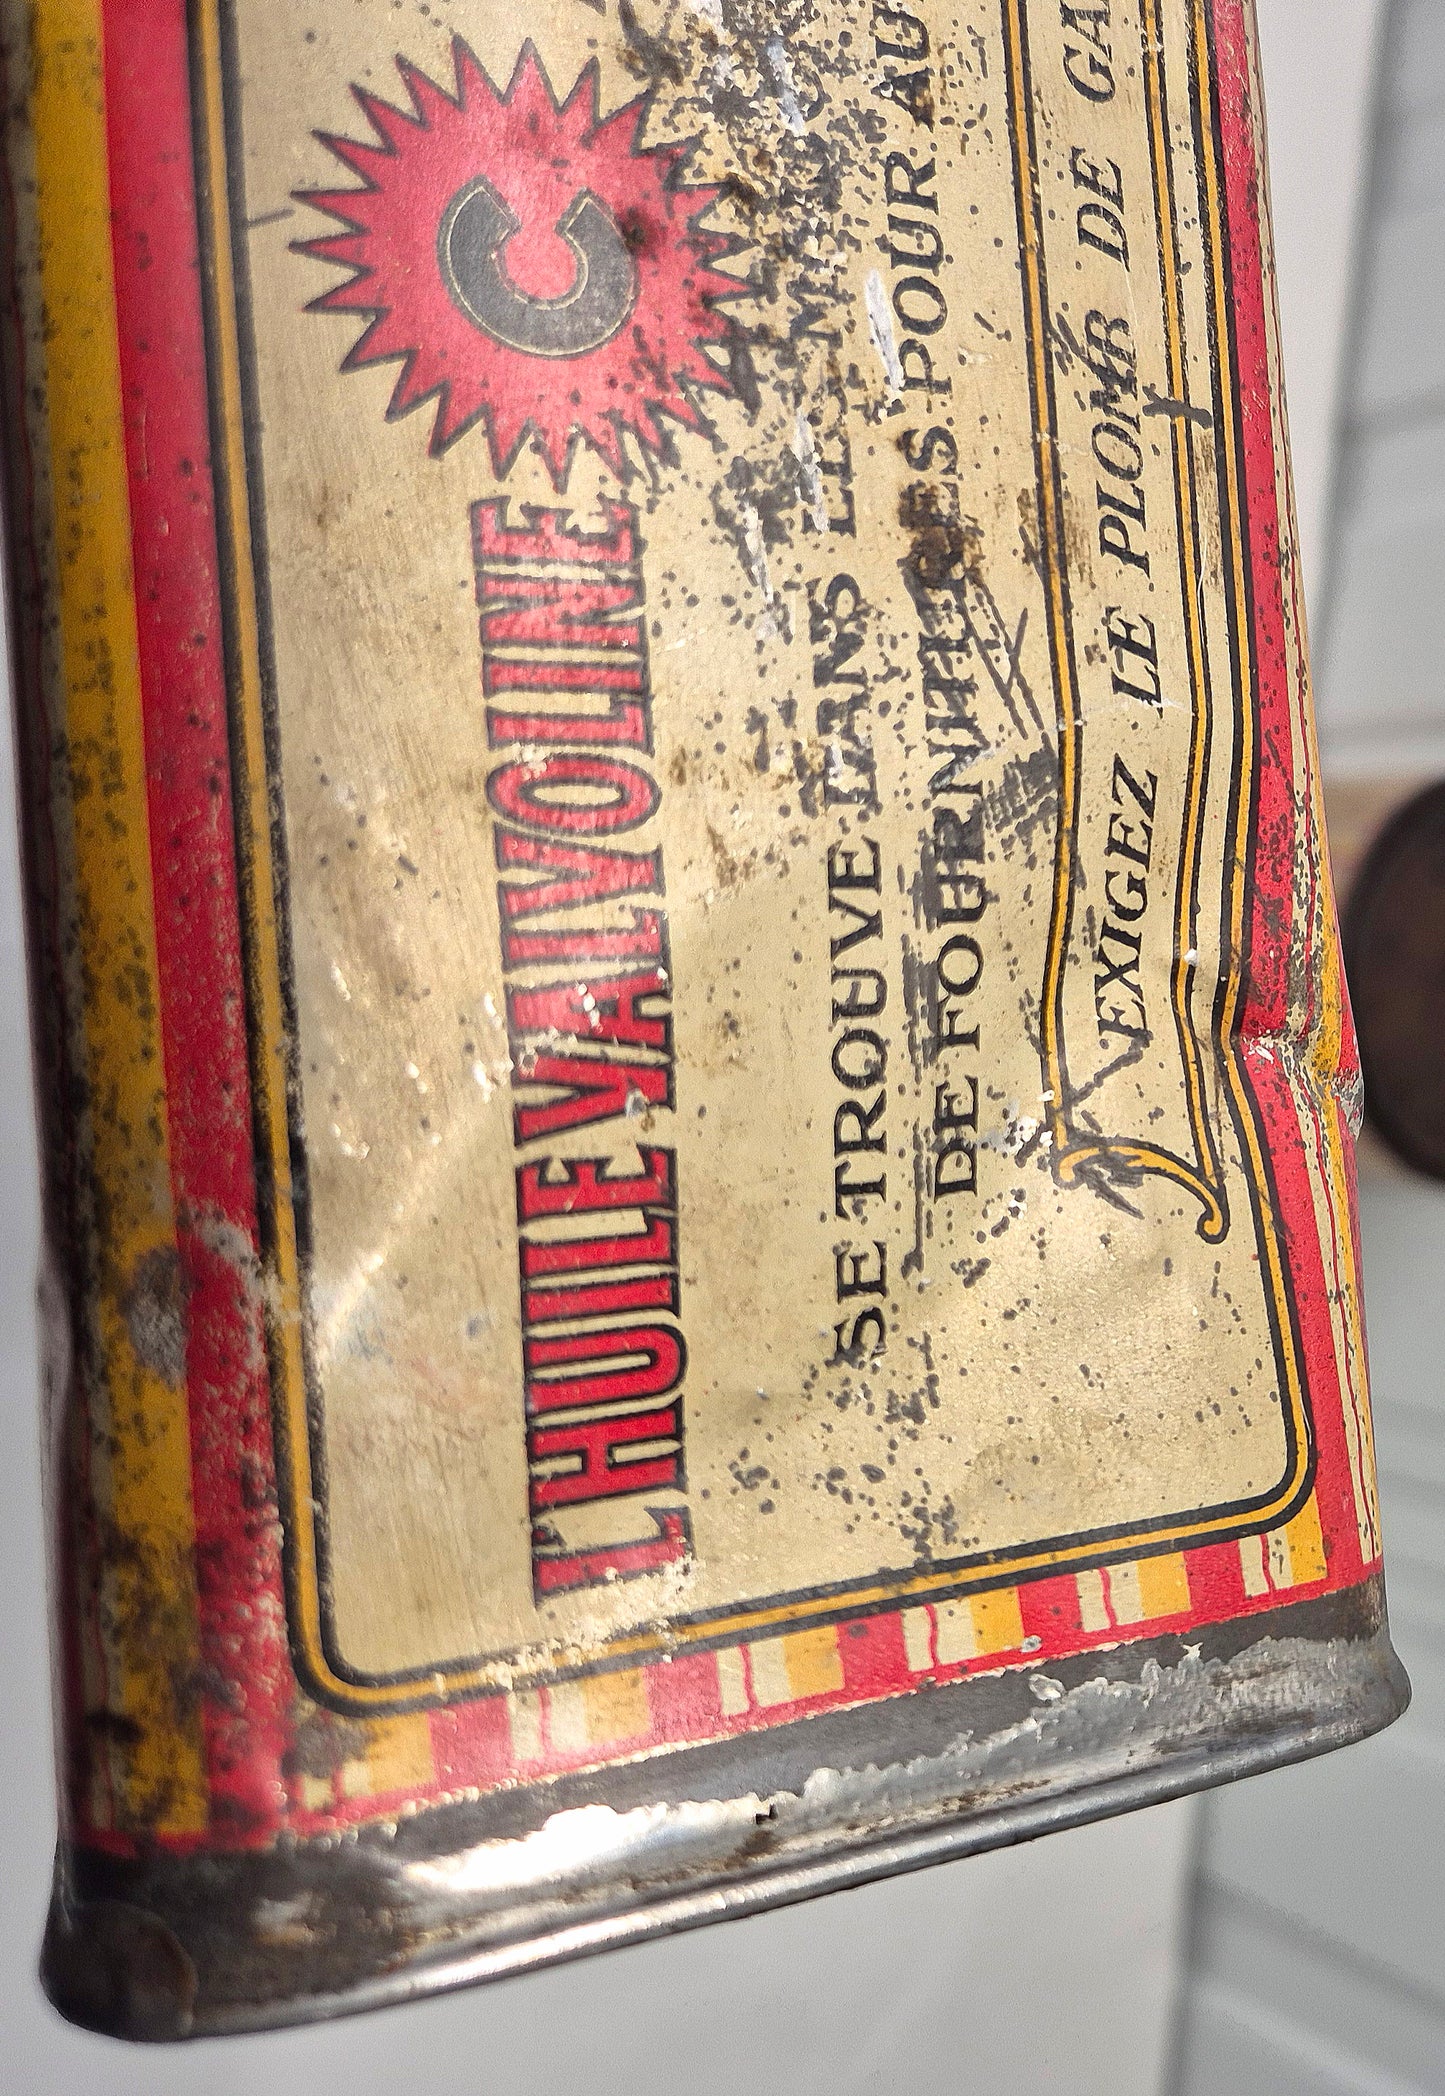 L'HUILE VALVOLINE C
SE TROUVE DANS LES
DE FOURNITURES POUR AU
EXIGEZ LE PLOMB DE GA